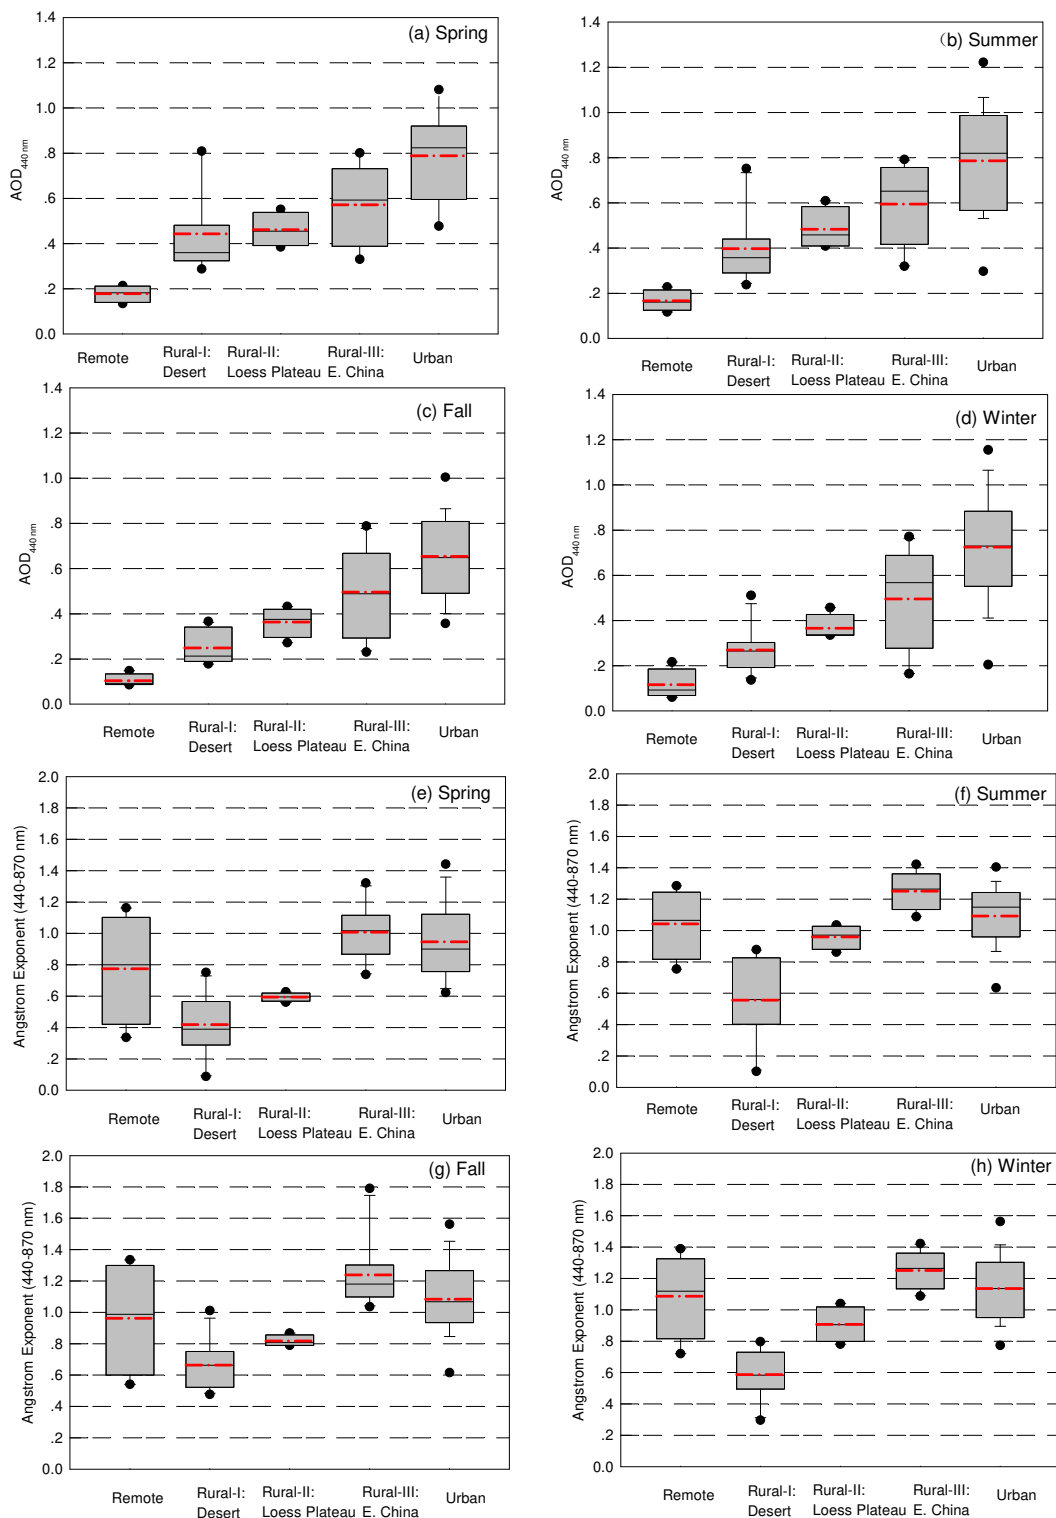 (a) Spring
1.4
1.2
1.0
.8
.6
.4
.2
0.0
AOD440 nm
Remote
Rural-I:
Desert
Rural-II:
Loess Plateau
Rural-III:
E. China
Urban
(b) Summer
1.4
1.2
1.0
.8
.6
.4
.2
0.0
AOD440 nm
Remote
Rural-I:
Desert
Rural-II:
Loess Plateau
Rural-III:
E. China
Urban
(c) Fall
1.4
1.2
1.0
.8
.6
.4
.2
0.0
AOD440 nm
Remote
Rural-I:
Desert
Rural-II:
Loess Plateau
Rural-III:
E. China
Urban
(d) Winter
1.4
1.2
1.0
.8
.6
.4
.2
0.0
AOD440 nm
Remote
Rural-I:
Desert
Rural-II:
Loess Plateau
Rural-III:
E. China
Urban
(e) Spring
2.0
1.8
1.6
1.4
1.2
1.0
.8
.6
.4
.2
0.0
Angstrom Exponent (440-870 nm)
Remote
Rural-I:
Desert
Rural-II:
Loess Plateau
Rural-III:
E. China
Urban
(f) Summer
2.0
1.8
1.6
1.4
1.2
1.0
.8
.6
.4
.2
0.0
Angstrom Exponent (440-870 nm)
Remote
Rural-I:
Desert
Rural-II:
Loess Plateau
Rural-III:
E. China
Urban
(g) Fall
2.0
1.8
1.6
1.4
1.2
1.0
.8
.6
.4
.2
0.0
Angstrom Exponent (440-870 nm)
Remote
Rural-I:
Desert
Rural-II:
Loess Plateau
Rural-III:
E. China
Urban
(h) Winter
2.0
1.8
1.6
1.4
1.2
1.0
.8
.6
.4
.2
0.0
Angstrom Exponent (440-870 nm)
Remote
Rural-I:
Desert
Rural-II:
Loess Plateau
Rural-III:
E. China
Urban